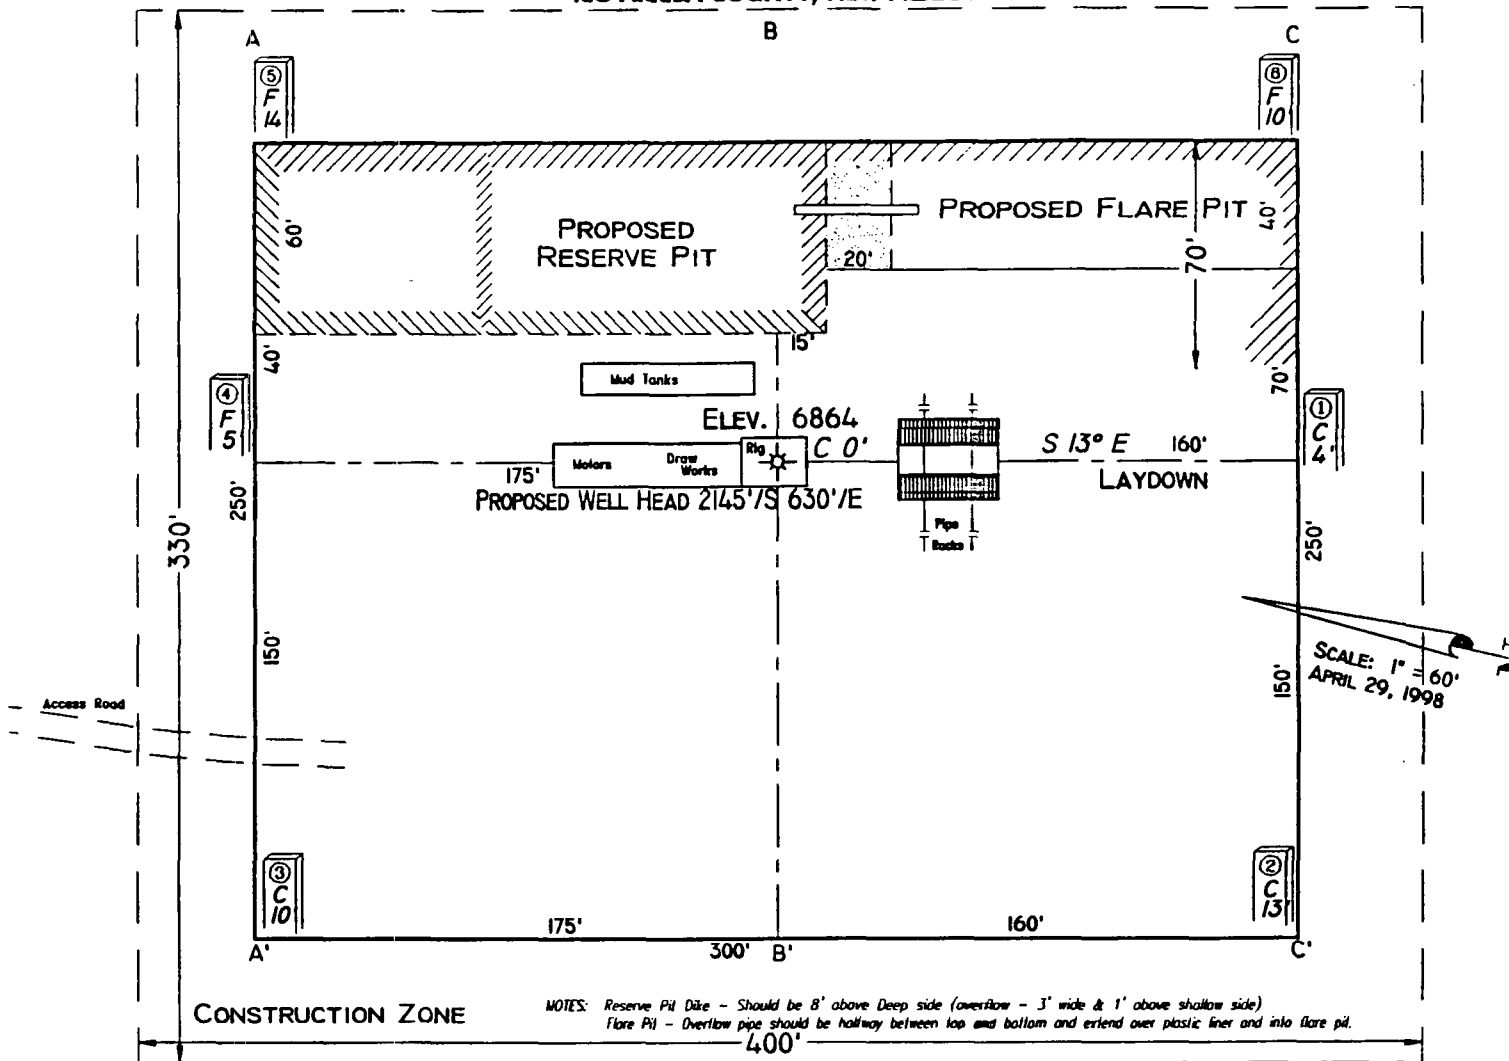 A B C
⑤ F 14
⑧ F 10
60'
PROPOSED
RESERVE PIT
20'
PROPOSED FLARE PIT
40'
70'
15'
40'
Mud Tanks
70'
④ F 5
① C 4'
ELEV. 6864
Rig C 0'
S 13° E 160'
175'
Motors
Draw
Works
LAYDOWN
PROPOSED WELL HEAD 2145'/S 630'/E
Pipe
Racks
250'
330'
250'
150'
150'
SCALE: 1" = 60'
APRIL 29, 1998
Access Road
③ C 10'
② C 13'
175' 160'
A' 300' B' C'
CONSTRUCTION ZONE
NOTES: Reserve Pit Dike - Should be 8' above Deep side (overflow - 3' wide & 1' above shallow side)
Flare Pit - Overflow pipe should be halfway between top and bottom and extend over plastic liner and into flare pit.
400'